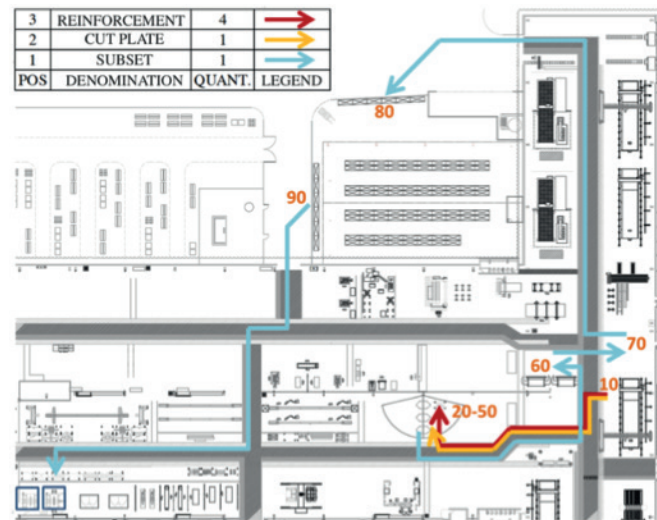 3 REINFORCEMENT 4
2 CUT PLATE 1
1 SUBSET 1
POS DENOMINATION QUANT. LEGEND
80
90
70
60
10
20-50